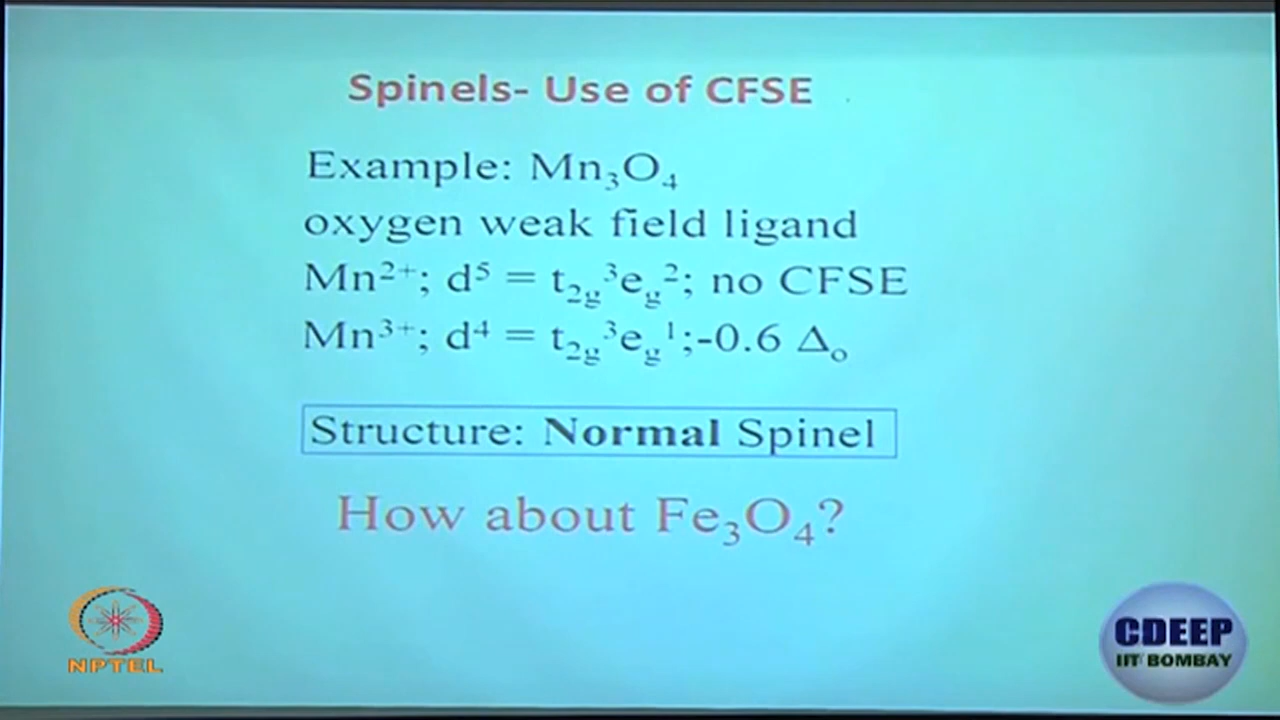 Spinels- Use of CFSE
Example: Mn₃O₄
oxygen weak field ligand
Mn²⁺; d⁵ = t₂g³eg²; no CFSE
Mn³⁺; d⁴ = t₂g³eg¹;-0.6 Δₒ
Structure: Normal Spinel
How about Fe₃O₄?
NPTEL
CDEEP
IIT BOMBAY